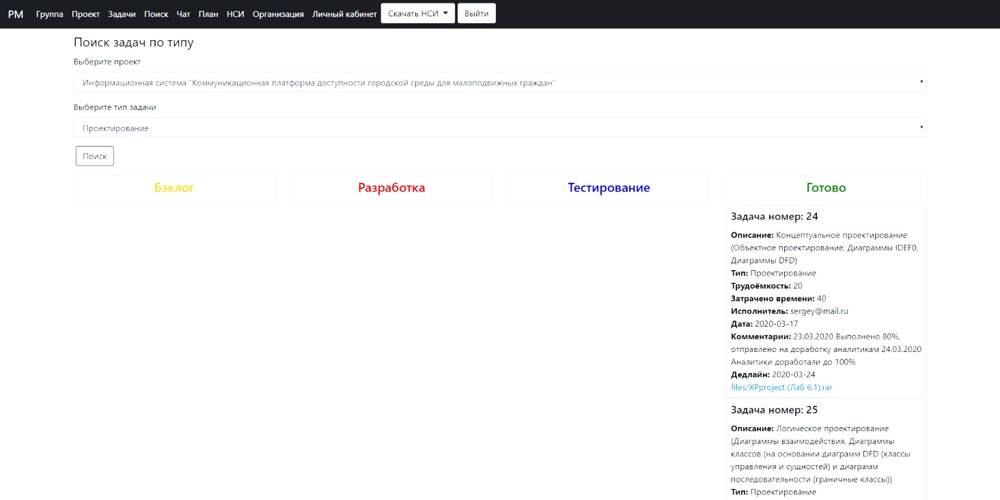 PM Группа Проект Задачи Поиск Чат План НСИ Организация Личный кабинет Скачать НСИ Выйти
Поиск задач по типу
Выберите проект
Информационная система "Коммуникационная платформа доступности городской среды для малоподвижных граждан"
Выберите тип задачи
Проектирование
Поиск
Бэклог
Разработка
Тестирование
Готово
Задача номер: 24
Описание: Концептуальное проектирование
(Объектное проектирование, Диаграммы IDEF0,
Диаграммы DFD)
Тип: Проектирование
Трудоёмкость: 20
Затрачено времени: 40
Исполнитель: sergey@mail.ru
Дата: 2020-03-17
Комментарии: 23.03.2020 Выполнено 80%,
отправлено на доработку аналитикам 24.03.2020
Аналитики доработали до 100%
Дедлайн: 2020-03-24
files/XPproject (Лаб 6.1).rar
Задача номер: 25
Описание: Логическое проектирование
(Диаграммы взаимодействия, Диаграммы
классов (на основании диаграмм DFD (классы
управления и сущностей) и диаграмм
последовательности (граничные классы))
Тип: Проектирование